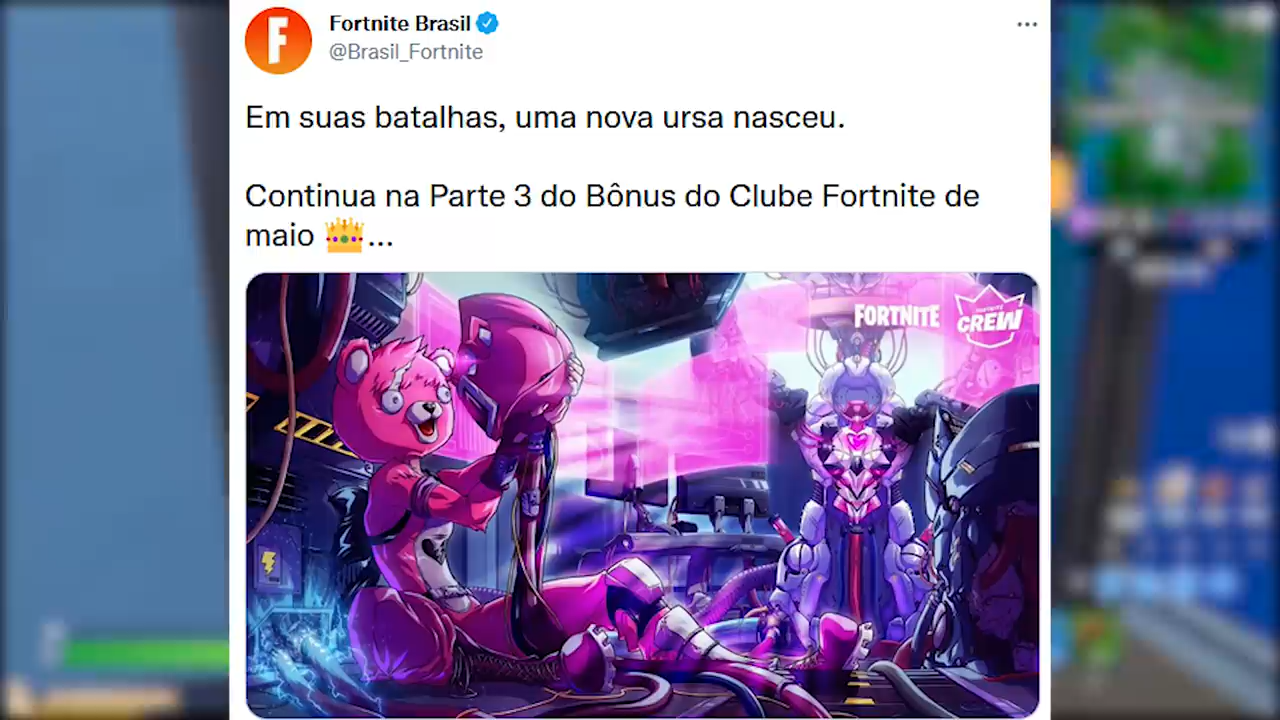 Fortnite Brasil
@Brasil_Fortnite
Em suas batalhas, uma nova ursa nasceu.
Continua na Parte 3 do Bônus do Clube Fortnite de
maio 👑...
FORTNITE
FORTNITE
CREW